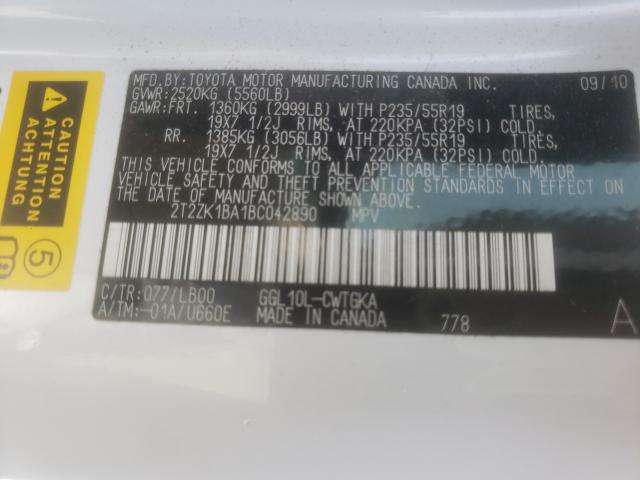 MFD.BY:TOYOTA MOTOR MANUFACTURING CANADA INC. 09/10
GVWR:2520KG (5560LB)
GAWR:FRT. 1360KG (2999LB) WITH P235/55R19 TIRES,
19X7 1/2J RIMS, AT 220KPA (32PSI) COLD.
RR. 1385KG (3056LB) WITH P235/55R19 TIRES,
19X7 1/2J RIMS, AT 220KPA (32PSI) COLD.
THIS VEHICLE CONFORMS TO ALL APPLICABLE FEDERAL MOTOR
VEHICLE SAFETY AND THEFT PREVENTION STANDARDS IN EFFECT ON
THE DATE OF MANUFACTURE SHOWN ABOVE.
2T2ZK1BA1BC042890 MPV
C/TR:077/LB00 GGL10L-CWTGKA
A/TM:-01A/U660E MADE IN CANADA 778 A
CAUTION
ATTENTION
ACHTUNG
5